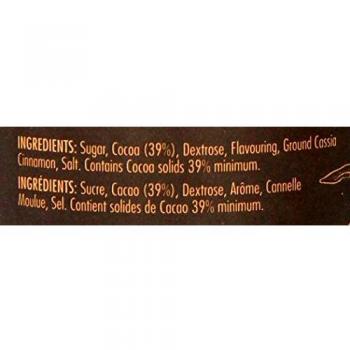 INGREDIENTS: Sugar, Cocoa (39%), Dextrose, Flavouring, Ground Cassia
Cinnamon, Salt. Contains Cocoa solids 39% minimum.
INGRÉDIENTS: Sucre, Cacao (39%), Dextrose, Arôme, Cannelle
Moulue, Sel. Contient solides de Cacao 39% minimum.